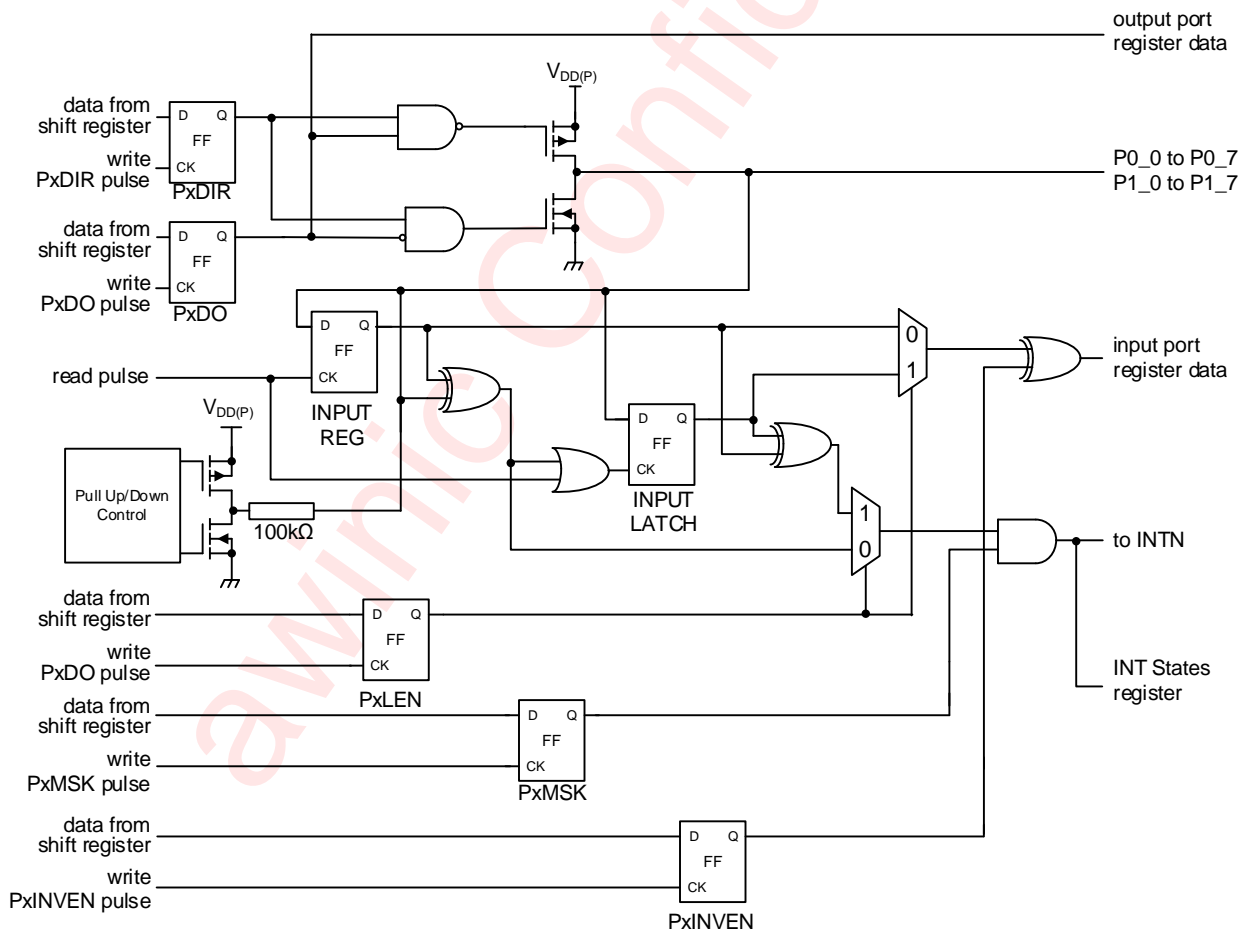 output port
register data
V_DD(P)
data from
shift register
D Q
FF
CK
write
PxDIR pulse
PxDIR
P0_0 to P0_7
P1_0 to P1_7
data from
shift register
D Q
FF
CK
write
PxDO pulse
PxDO
D Q
FF
CK
INPUT
REG
read pulse
0
1
input port
register data
V_DD(P)
Pull Up/Down
Control
100kΩ
D Q
FF
CK
INPUT
LATCH
1
0
to INTN
data from
shift register
D Q
FF
CK
write
PxDO pulse
PxLEN
INT States
register
data from
shift register
D Q
FF
CK
write
PxMSK pulse
PxMSK
data from
shift register
D Q
FF
CK
write
PxINVEN pulse
PxINVEN
awinic Confi